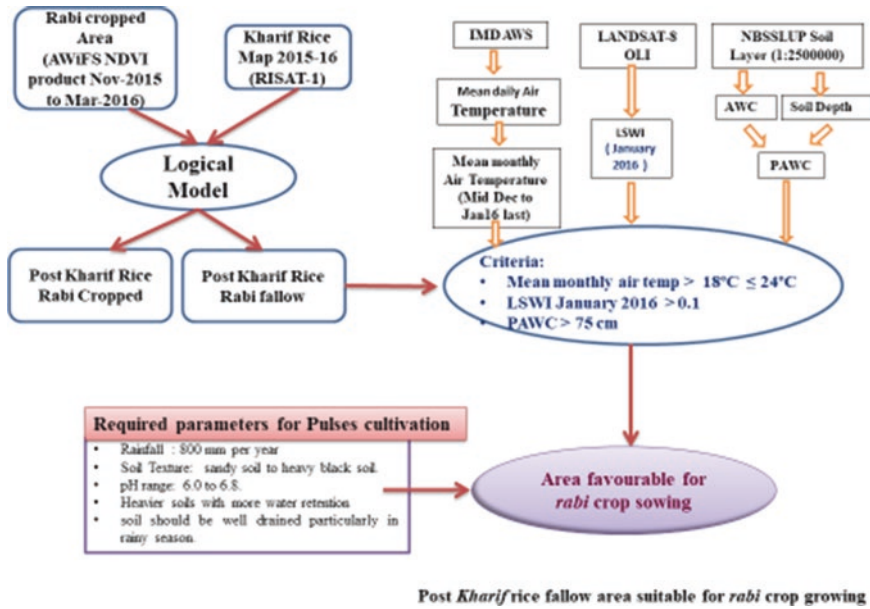 Rabi cropped
Area
(AWiFS NDVI
product Nov-2015
to Mar-2016)
Kharif Rice
Map 2015-16
(RISAT-1)
Logical
Model
Post Kharif Rice
Rabi Cropped
Post Kharif Rice
Rabi fallow
IMD AWS
Mean daily Air
Temperature
Mean monthly
Air Temperature
(Mid Dec to
Jan16 last)
LANDSAT-8
OLI
LSWI
( January
2016 )
NBSSLUP Soil
Layer (1:2500000)
AWC
Soil Depth
PAWC
Criteria:
• Mean monthly air temp > 18ºC ≤ 24ºC
• LSWI January 2016 > 0.1
• PAWC > 75 cm
Required parameters for Pulses cultivation
• Rainfall : 800 mm per year
• Soil Texture: sandy soil to heavy black soil.
• pH range: 6.0 to 6.8.
• Heavier soils with more water retention
• soil should be well drained particularly in
rainy season.
Area favourable for
rabi crop sowing
Post Kharif rice fallow area suitable for rabi crop growing